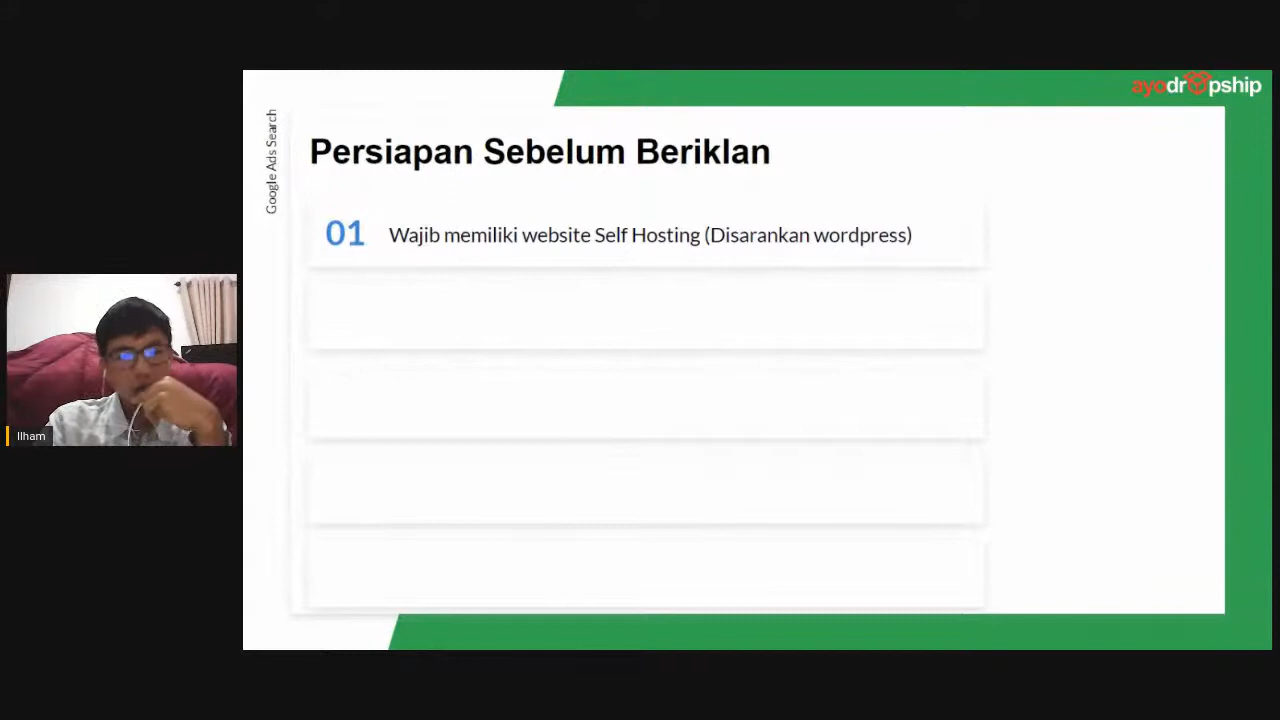 ayodropship
Google Ads Search
Persiapan Sebelum Beriklan
01 Wajib memiliki website Self Hosting (Disarankan wordpress)
Ilham